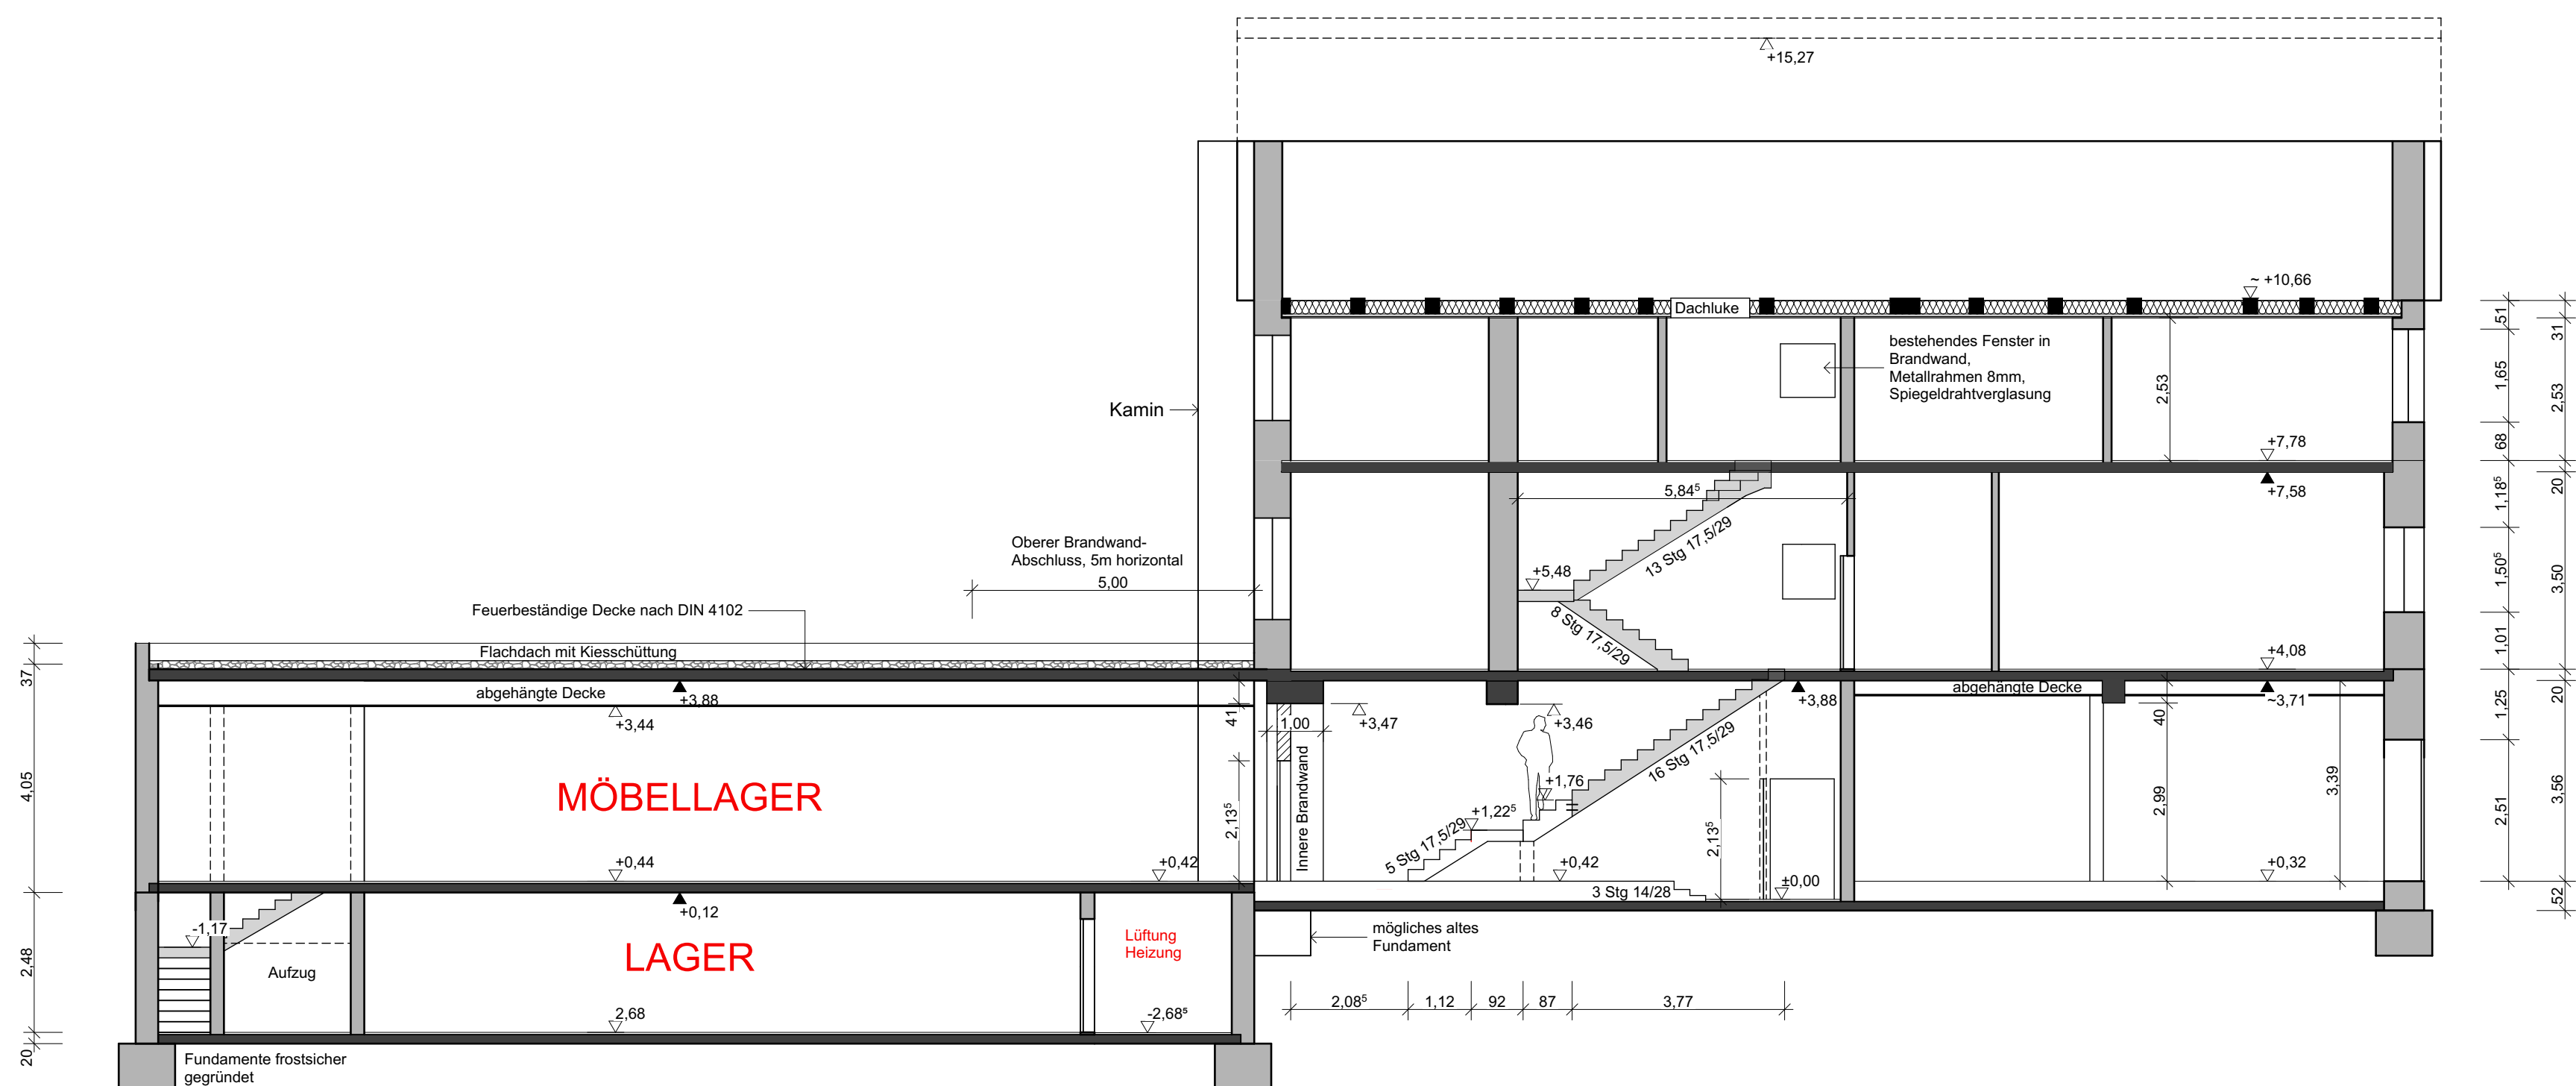 +15,27
~ +10,66
Dachluke
bestehendes Fenster in
Brandwand,
Metallrahmen 8mm,
Spiegeldrahtverglasung
2,53
51
31
1,65
2,53
68
Kamin
+7,78
+7,58
5,84⁵
1,18⁵
20
13 Stg 17,5/29
Oberer Brandwand-
Abschluss, 5m horizontal
5,00
+5,48
8 Stg 17,5/29
1,50⁵
3,50
Feuerbeständige Decke nach DIN 4102
Flachdach mit Kiesschüttung
+4,08
1,01
37
abgehängte Decke
+3,88
+3,44
41
1,00
+3,47
+3,46
+3,88
abgehängte Decke
~3,71
40
20
1,25
4,05
MÖBELLAGER
2,13⁵
Innere Brandwand
16 Stg 17,5/29
+1,76
+1,22⁵
5 Stg 17,5/29
2,13⁵
2,99
3,39
2,51
3,56
+0,44
+0,42
+0,42
±0,00
+0,32
3 Stg 14/28
52
+0,12
-1,17
LAGER
Lüftung
Heizung
mögliches altes
Fundament
2,48
Aufzug
2,68
-2,68⁵
2,08⁵
1,12
92
87
3,77
20
Fundamente frostsicher
gegründet